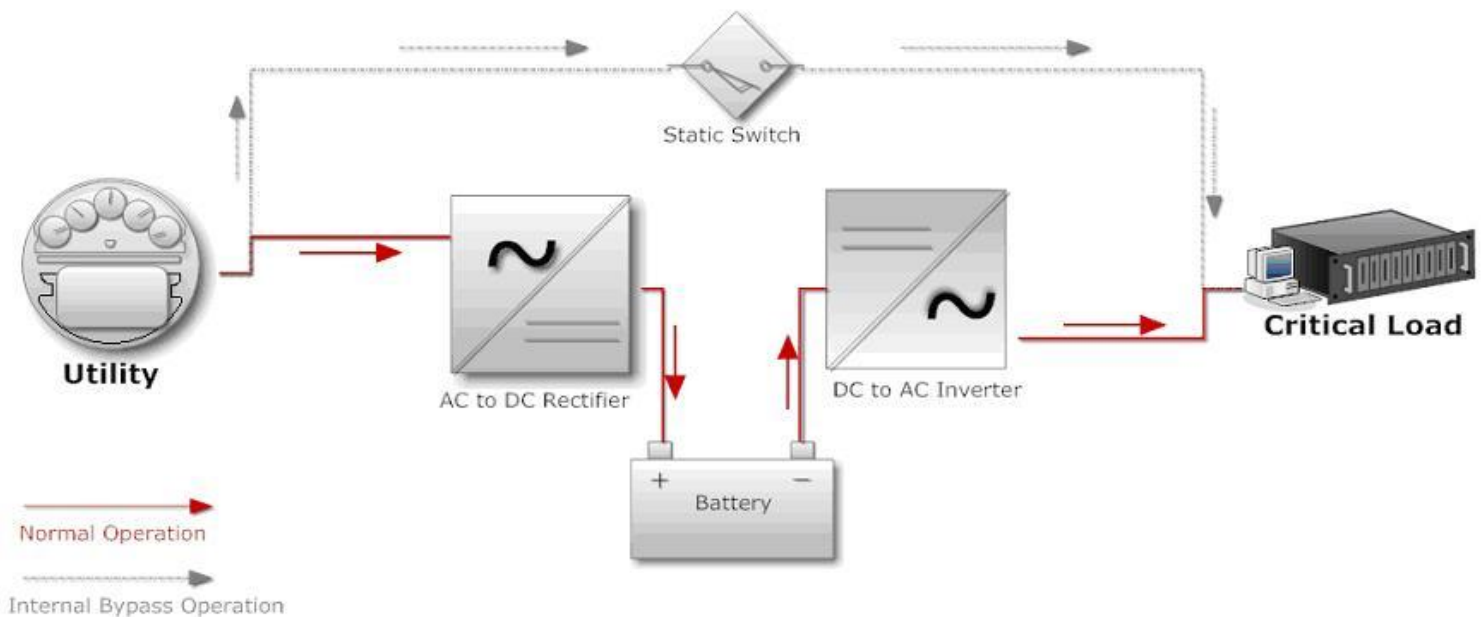 Static Switch
Utility
AC to DC Rectifier
DC to AC Inverter
Critical Load
+
−
Battery
Normal Operation
Internal Bypass Operation